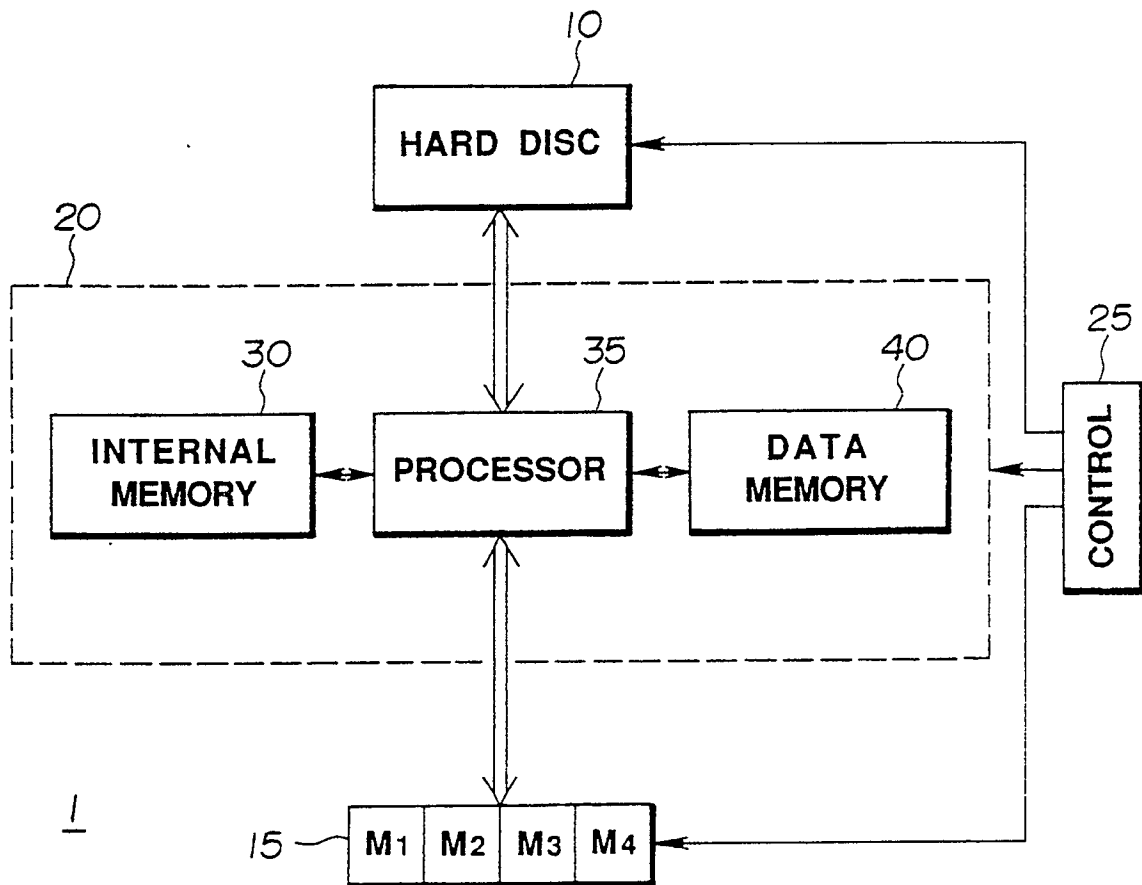 10
HARD DISC
20
25
30
35
40
INTERNAL
MEMORY
PROCESSOR
DATA
MEMORY
CONTROL
1
15
M1 M2 M3 M4